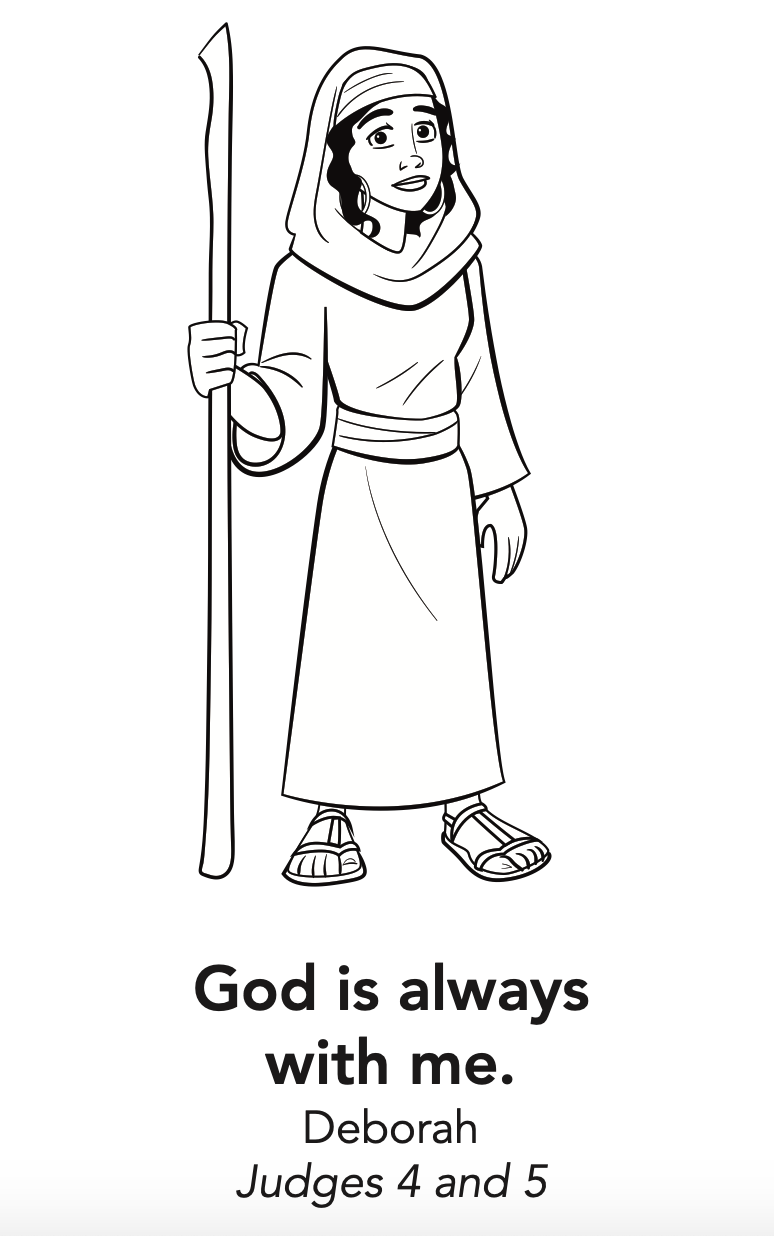 God is always
with me.
Deborah
Judges 4 and 5